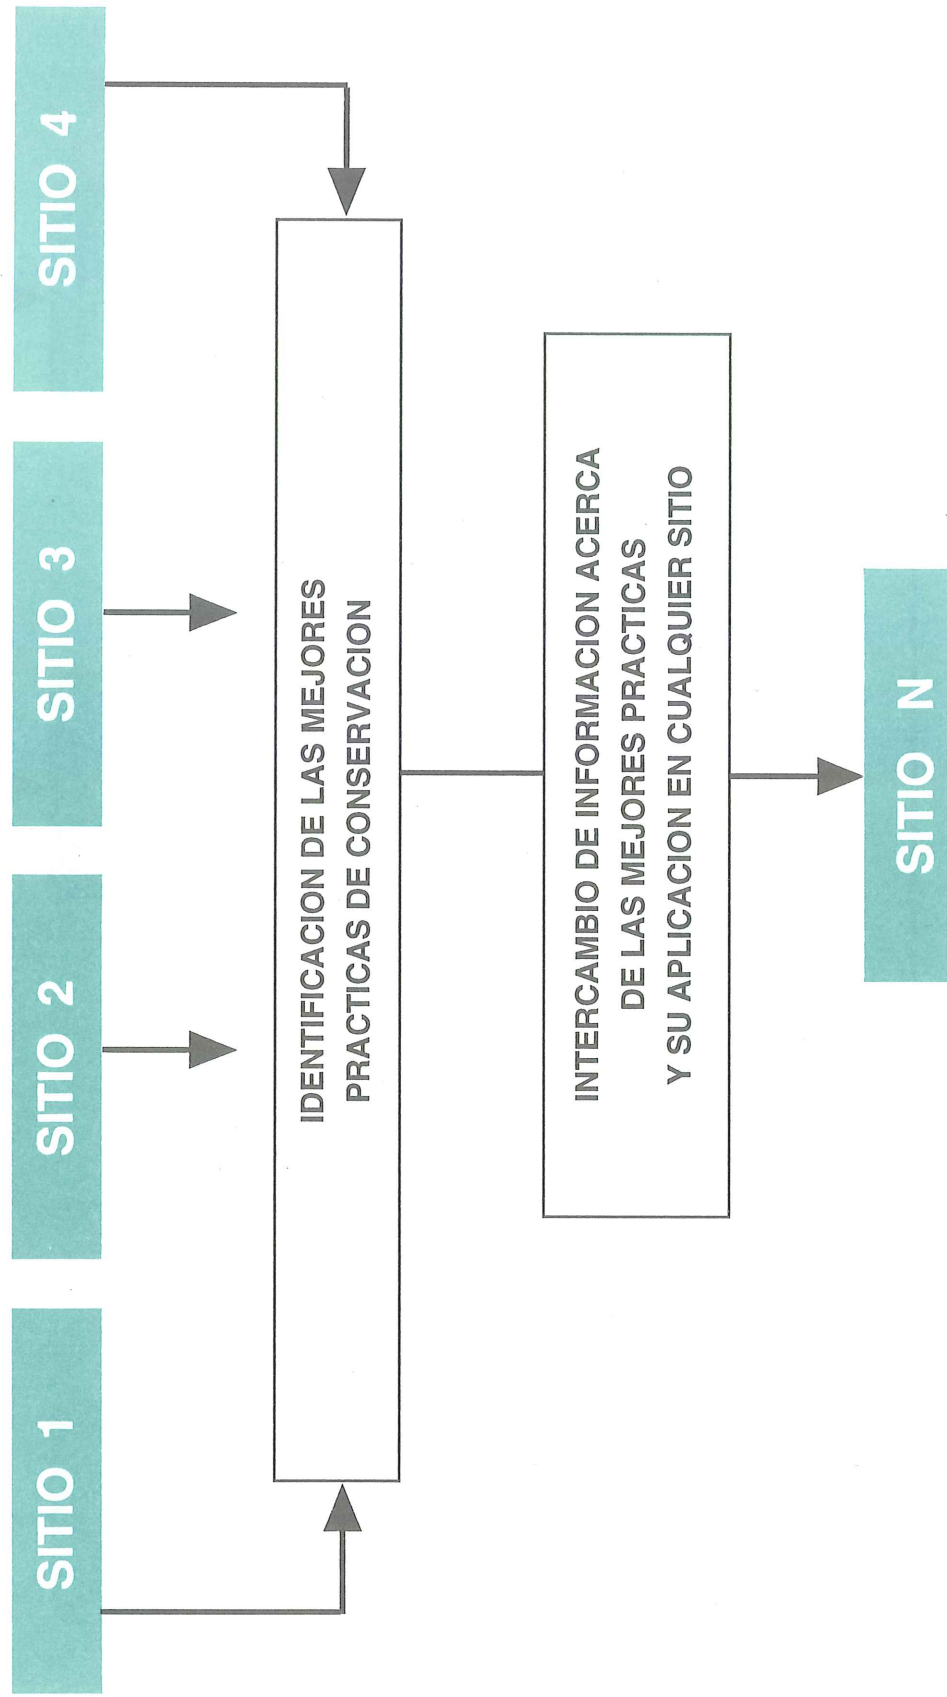 SITIO 1
SITIO 2
SITIO 3
SITIO 4
IDENTIFICACION DE LAS MEJORES
PRACTICAS DE CONSERVACION
INTERCAMBIO DE INFORMACION ACERCA
DE LAS MEJORES PRACTICAS
Y SU APLICACION EN CUALQUIER SITIO
SITIO N